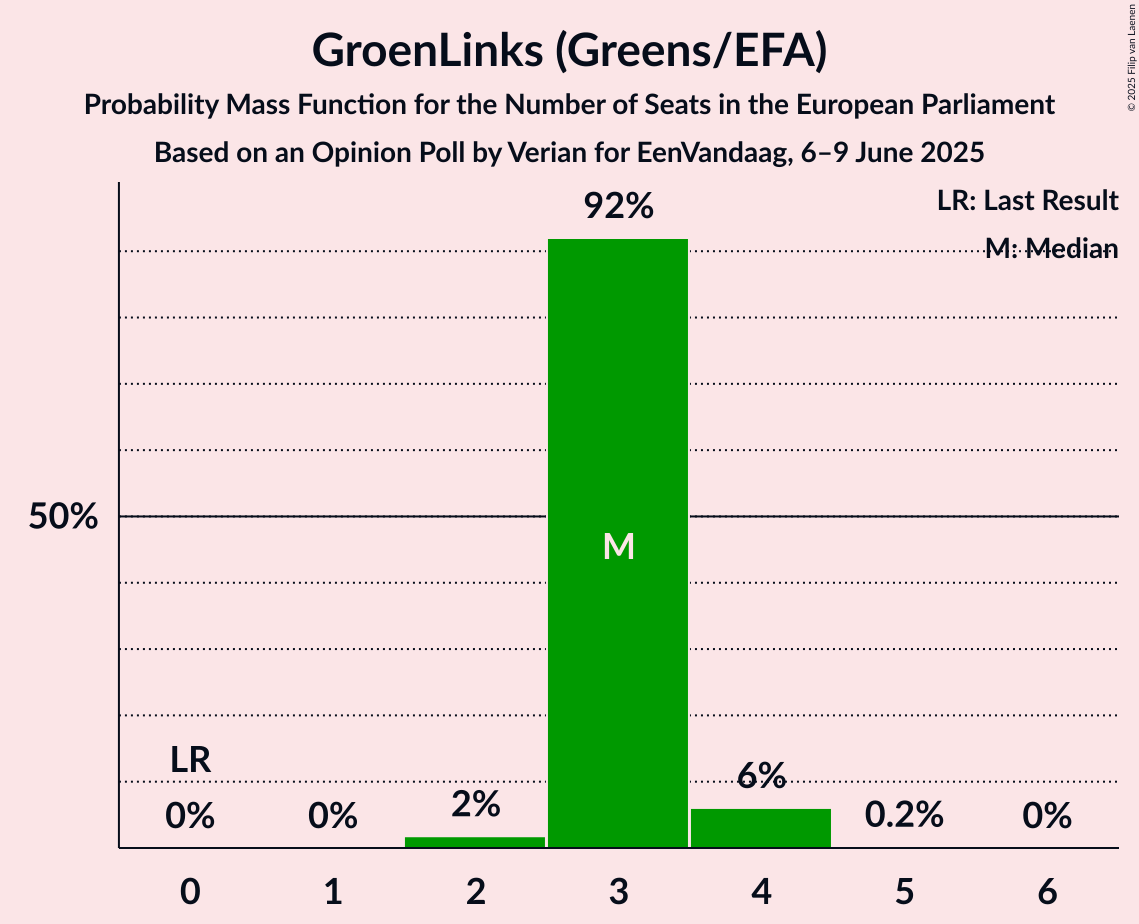 GroenLinks (Greens/EFA)
Probability Mass Function for the Number of Seats in the European Parliament
Based on an Opinion Poll by Verian for EenVandaag, 6–9 June 2025
© 2025 Filip van Laenen
LR: Last Result
M: Median
92%
50%
M
LR
0%
0%
2%
6%
0.2%
0%
0 1 2 3 4 5 6